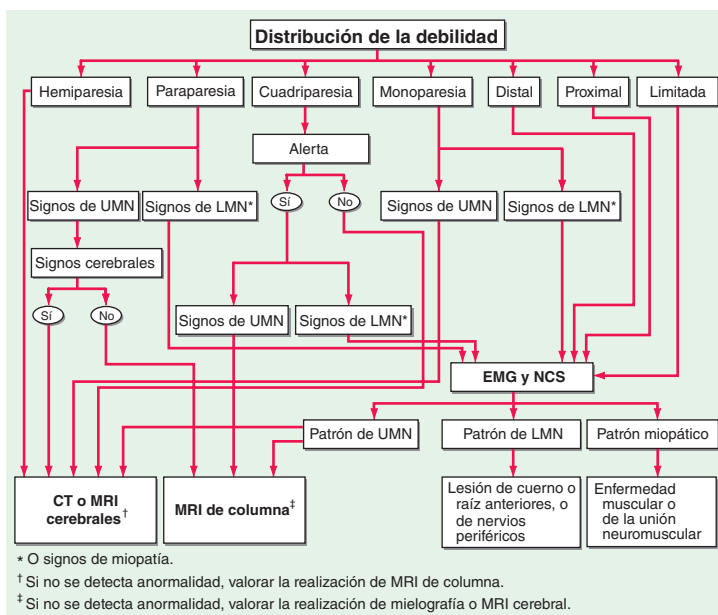 Distribución de la debilidad
Hemiparesia
Paraparesia
Cuadriparesia
Monoparesia
Distal
Proximal
Limitada
Alerta
Signos de UMN
Signos de LMN*
Sí
No
Signos de UMN
Signos de LMN*
Signos cerebrales
Sí
No
Signos de UMN
Signos de LMN*
EMG y NCS
Patrón de UMN
Patrón de LMN
Patrón miopático
CT o MRI
cerebrales†
MRI de columna‡
Lesión de cuerno o
raíz anteriores, o
de nervios
periféricos
Enfermedad
muscular o
de la unión
neuromuscular
* O signos de miopatía.
† Si no se detecta anormalidad, valorar la realización de MRI de columna.
‡ Si no se detecta anormalidad, valorar la realización de mielografía o MRI cerebral.